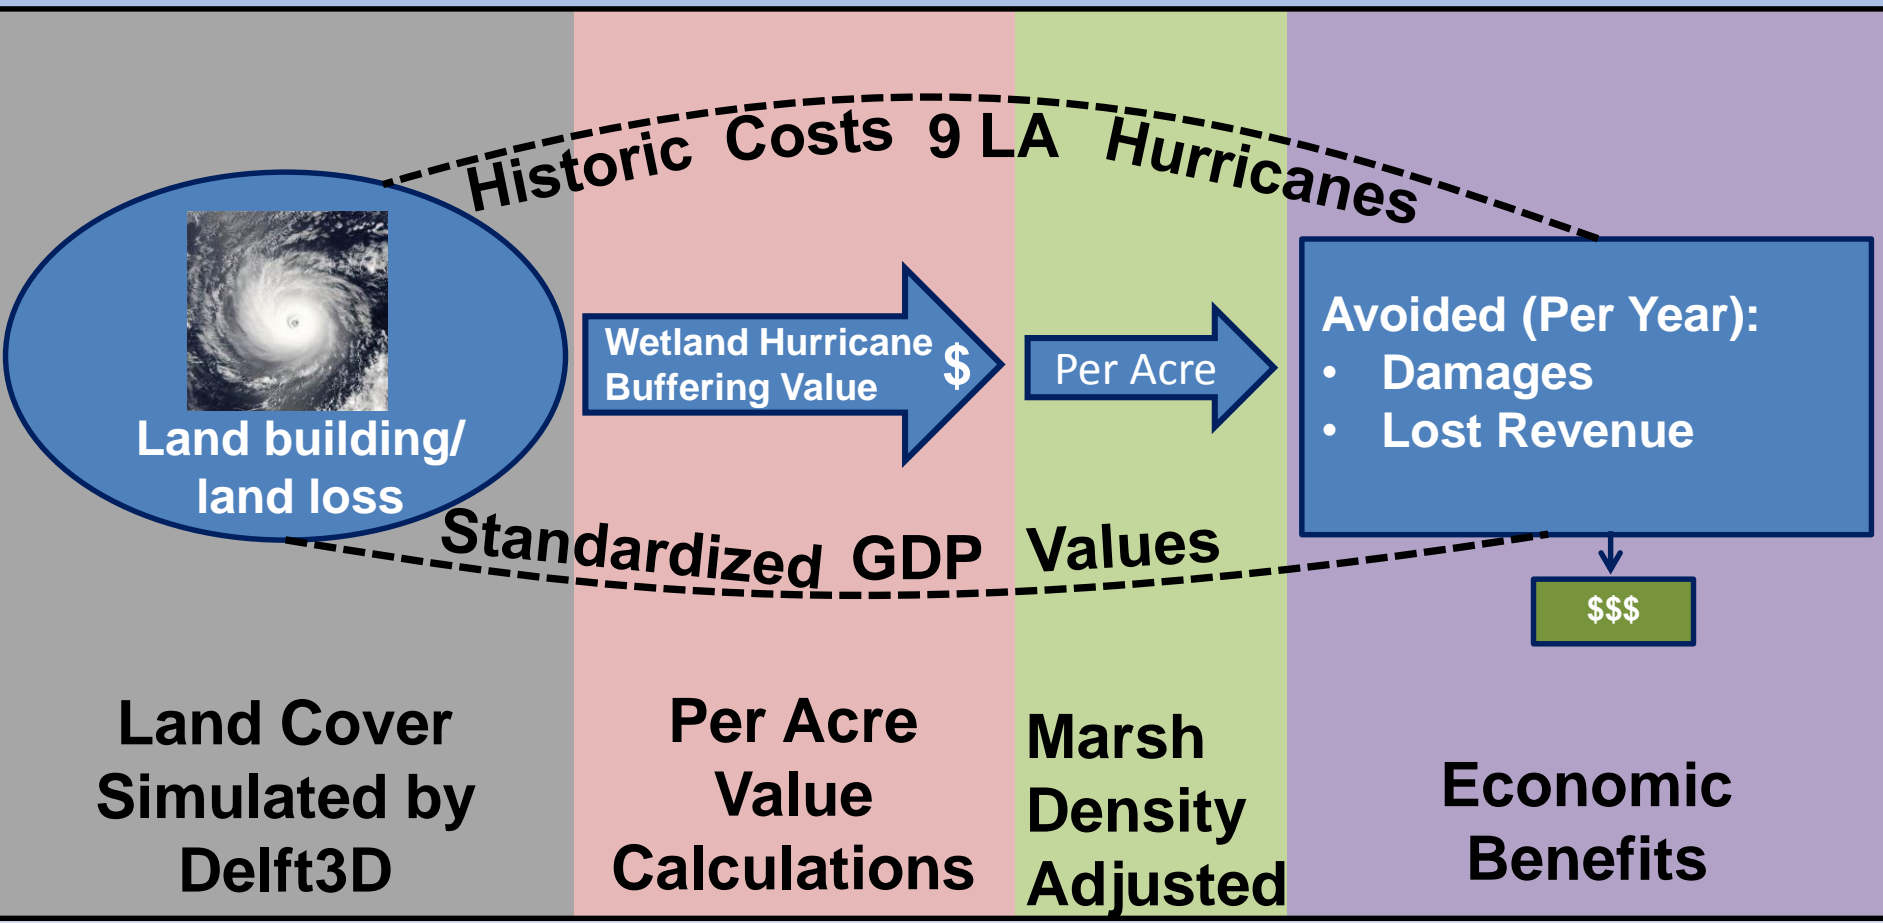 Historic Costs 9 LA Hurricanes
Land building/
land loss
Wetland Hurricane
Buffering Value
$
Per Acre
Avoided (Per Year):
• Damages
• Lost Revenue
Standardized GDP Values
$$$
Land Cover
Simulated by
Delft3D
Per Acre
Value
Calculations
Marsh
Density
Adjusted
Economic
Benefits